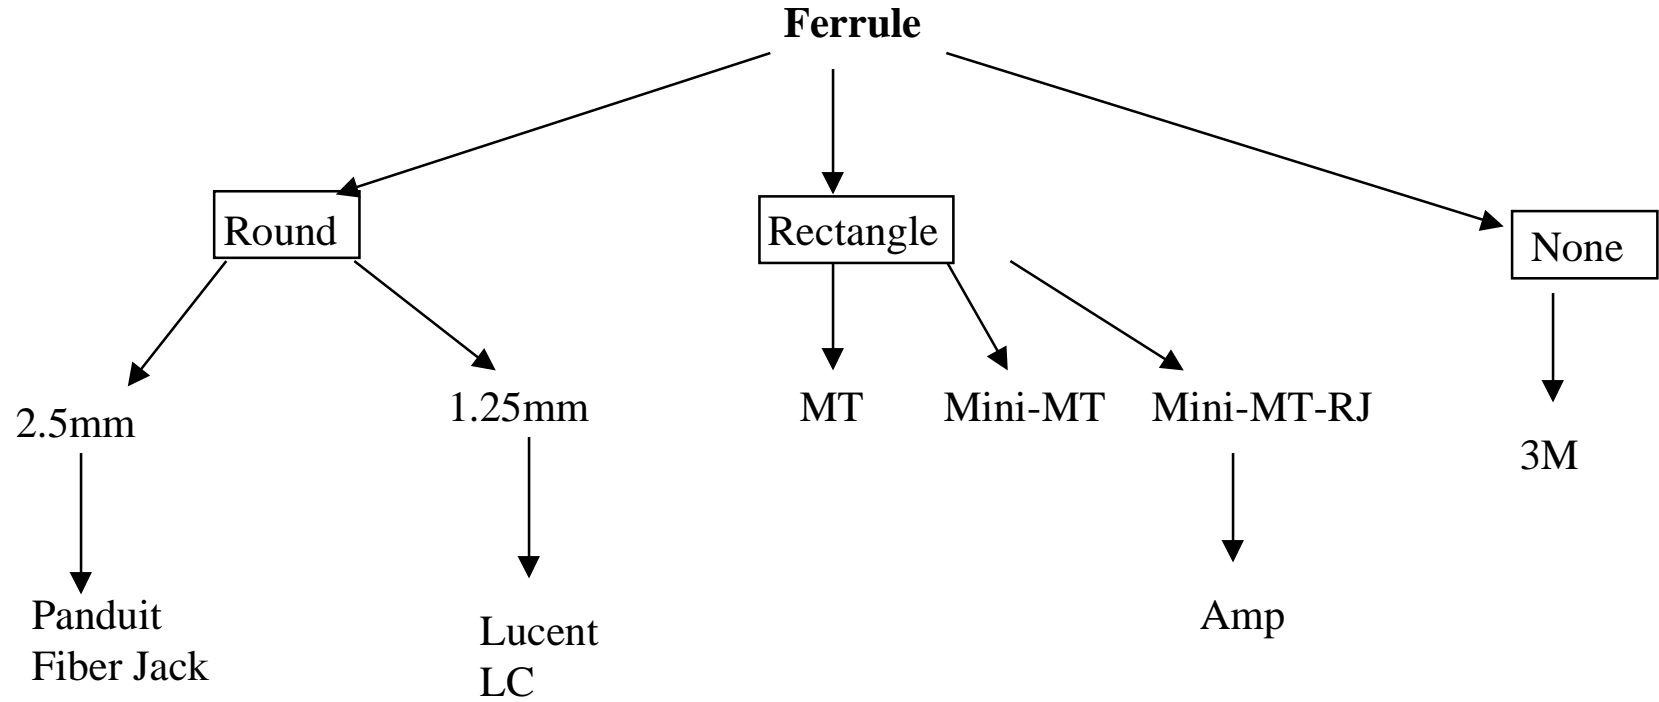 Ferrule
Round
Rectangle
None
2.5mm
1.25mm
MT
Mini-MT
Mini-MT-RJ
3M
Panduit
Fiber Jack
Lucent
LC
Amp